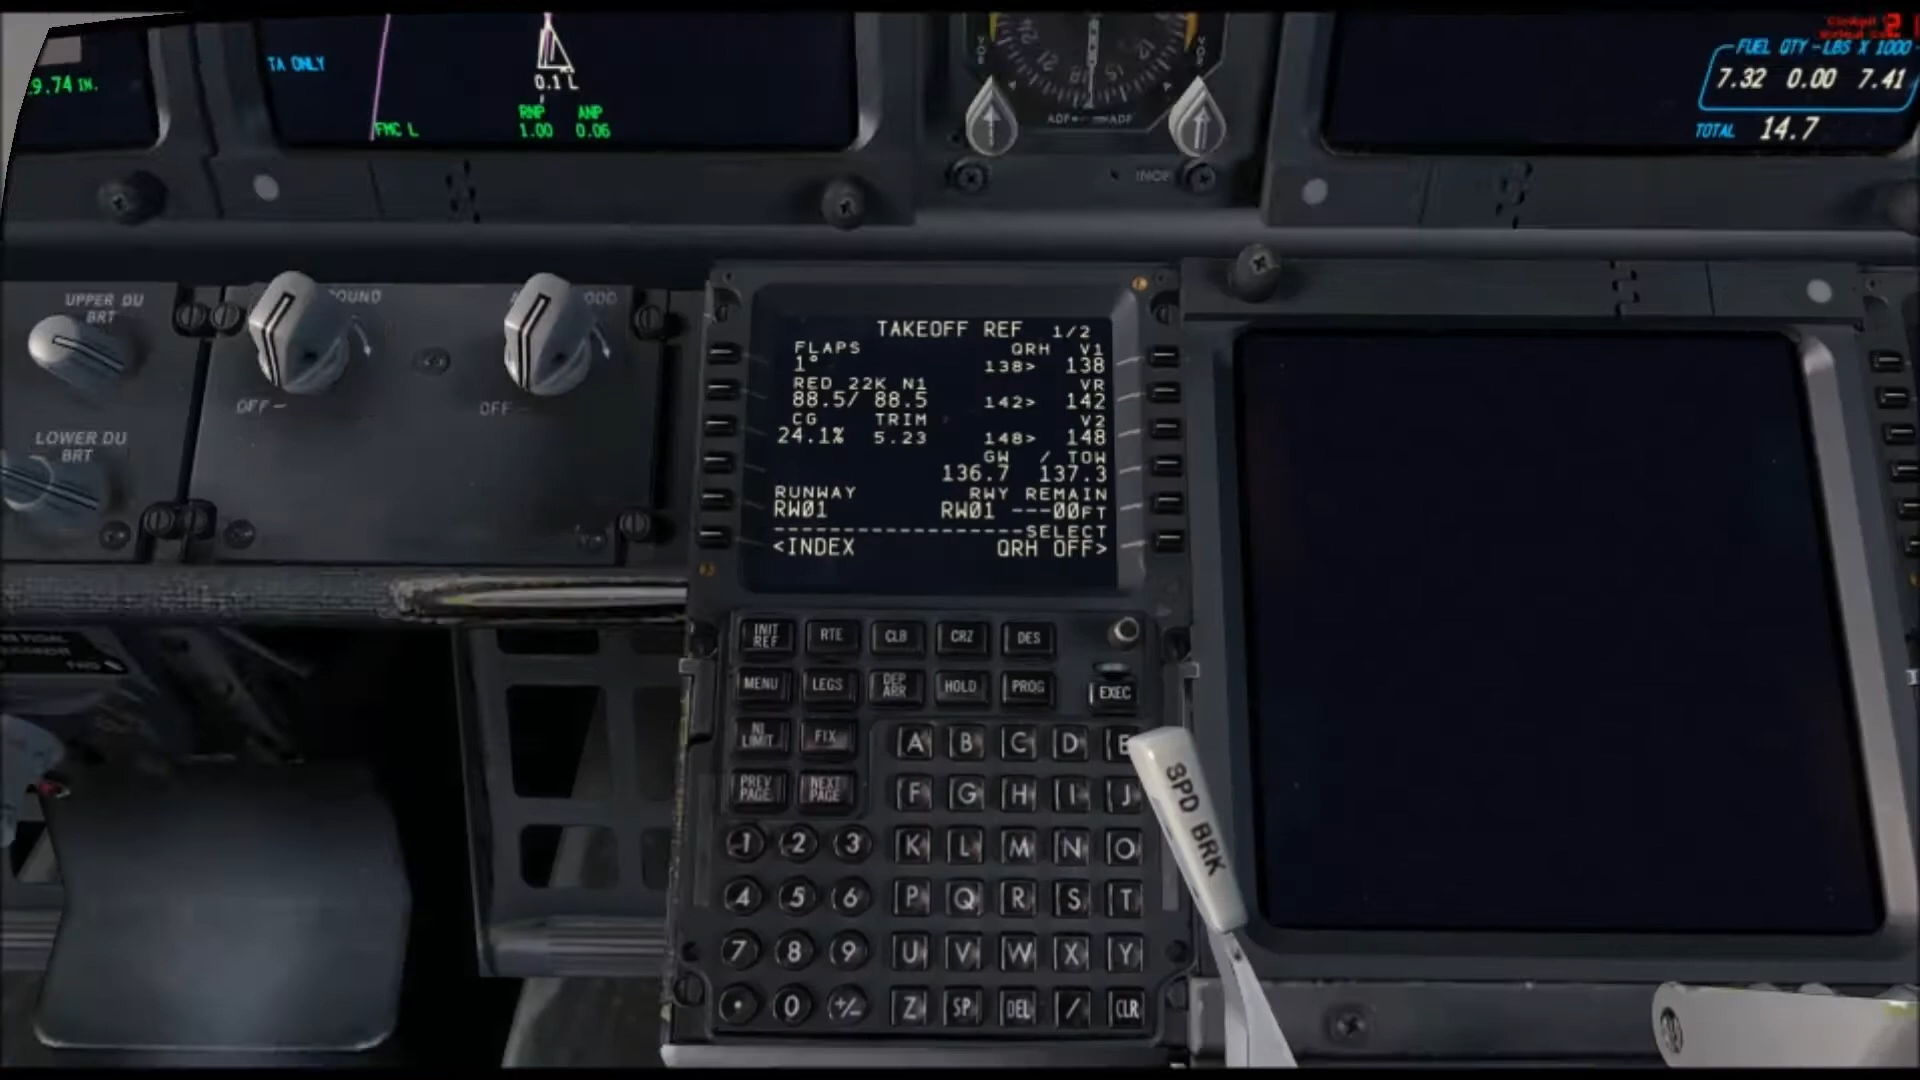 9.74 IN.
TA ONLY
0.1 L
RNP ANP
FMC L 1.00 0.06
ADF ADF
INOP
FUEL QTY - LBS X 1000
7.32 0.00 7.41
TOTAL 14.7
UPPER DU
BRT
OFF
OFF
LOWER DU
BRT
TAKEOFF REF 1/2
FLAPS QRH V1
1° 138> 138
RED 22K N1 VR
88.5/ 88.5 142> 142
CG TRIM V2
24.1% 5.23 148> 148
GW / TOW
136.7 137.3
RUNWAY RWY REMAIN
RW01 RW01 ---00FT
--------------------SELECT
<INDEX QRH OFF>
INIT REF RTE CLB CRZ DES
MENU LEGS DEP ARR HOLD PROG EXEC
N1 LIMIT FIX A B C D E
PREV PAGE NEXT PAGE F G H I J
1 2 3 K L M N O
4 5 6 P Q R S T
7 8 9 U V W X Y
. 0 +/- Z SP DEL / CLR
SPD BRK